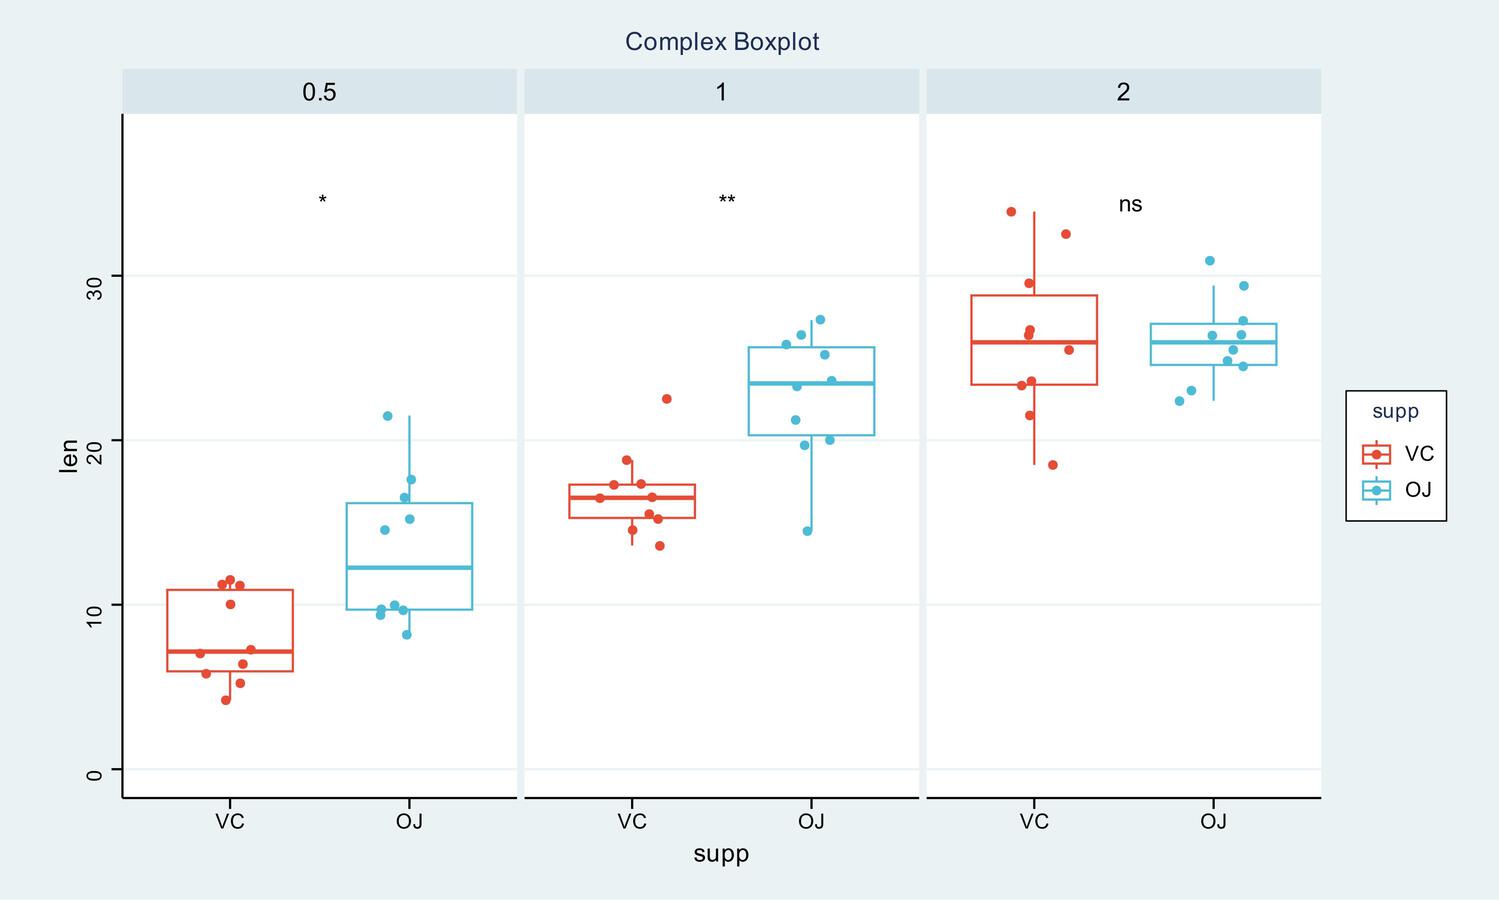 Complex Boxplot
0.5 1 2
* ** ns
30
20
10
0
len
VC OJ VC OJ VC OJ
supp
supp
VC
OJ